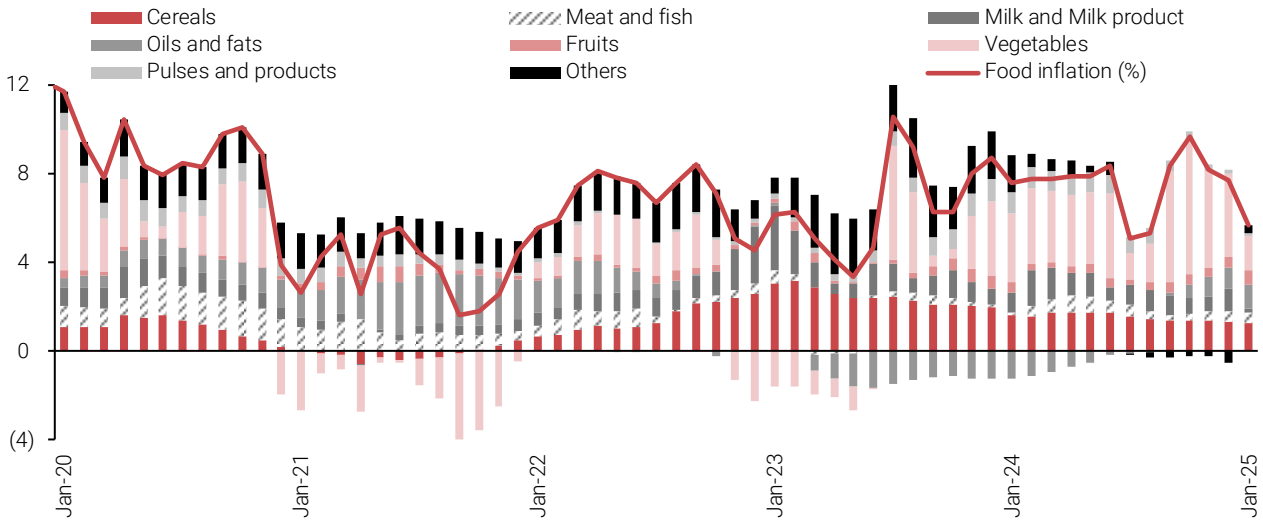 Cereals
Meat and fish
Milk and Milk product
Oils and fats
Fruits
Vegetables
Pulses and products
Others
Food inflation (%)
12
8
4
0
(4)
Jan-20
Jan-21
Jan-22
Jan-23
Jan-24
Jan-25